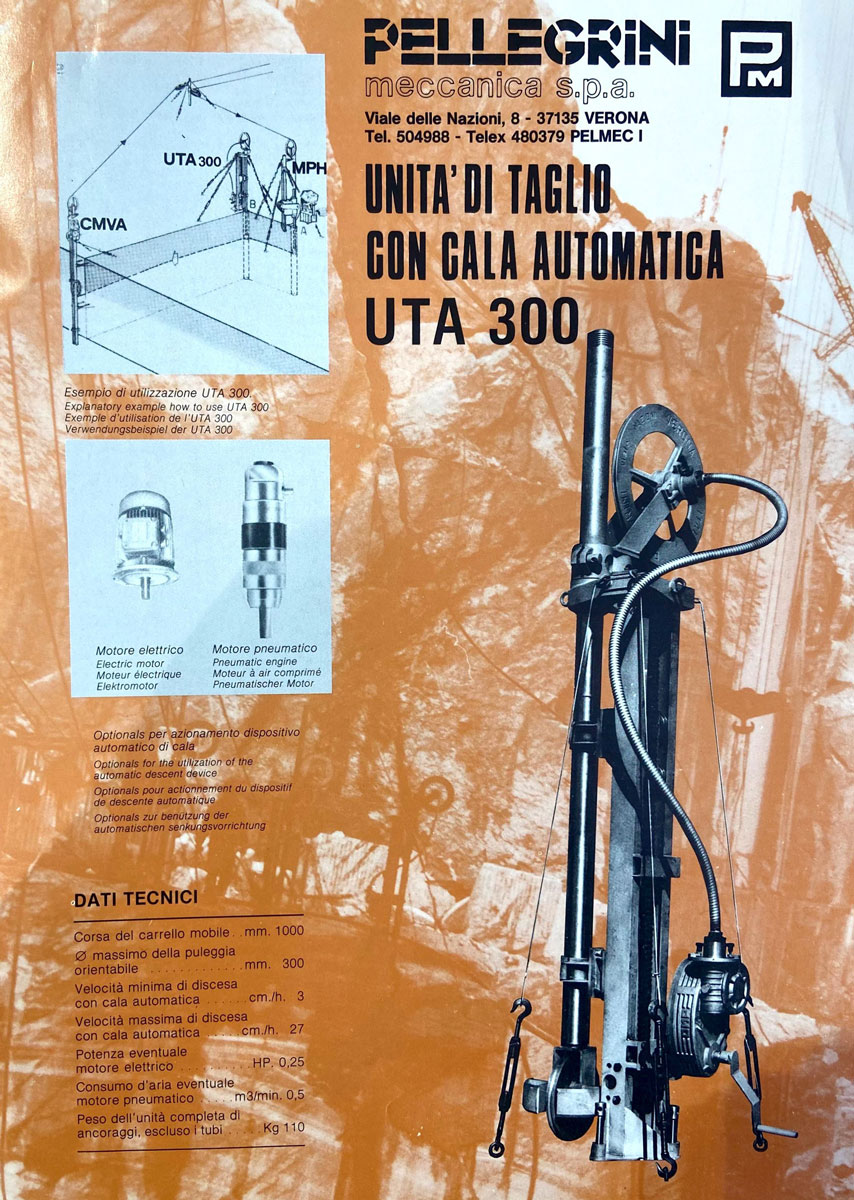 PELLEGRINI
meccanica s.p.a.
PM
Viale delle Nazioni, 8 - 37135 VERONA
Tel. 504988 - Telex 480379 PELMEC I
UNITA' DI TAGLIO
CON CALA AUTOMATICA
UTA 300
UTA 300
MPH
CMVA
B
A
Esempio di utilizzazione UTA 300.
Explanatory example how to use UTA 300
Exemple d'utilisation de l'UTA 300
Verwendungsbeispiel der UTA 300
Motore elettrico
Electric motor
Moteur électrique
Elektromotor
Motore pneumatico
Pneumatic engine
Moteur à air comprimé
Pneumatischer Motor
Optionals per azionamento dispositivo
automatico di cala
Optionals for the utilization of the
automatic descent device
Optionals pour actionnement du dispositif
de descente automatique
Optionals zur benützung der
automatischen senkungsvorrichtung
DATI TECNICI
Corsa del carrello mobile . . mm. 1000
Ø massimo della puleggia
orientabile . . . . . . . . . . . . mm. 300
Velocità minima di discesa
con cala automatica . . . . . . cm./h. 3
Velocità massima di discesa
con cala automatica . . . . . cm./h. 27
Potenza eventuale
motore elettrico . . . . . . . . . . HP. 0,25
Consumo d'aria eventuale
motore pneumatico . . . . . m3/min. 0,5
Peso dell'unità completa di
ancoraggi, escluso i tubi . . . . Kg 110